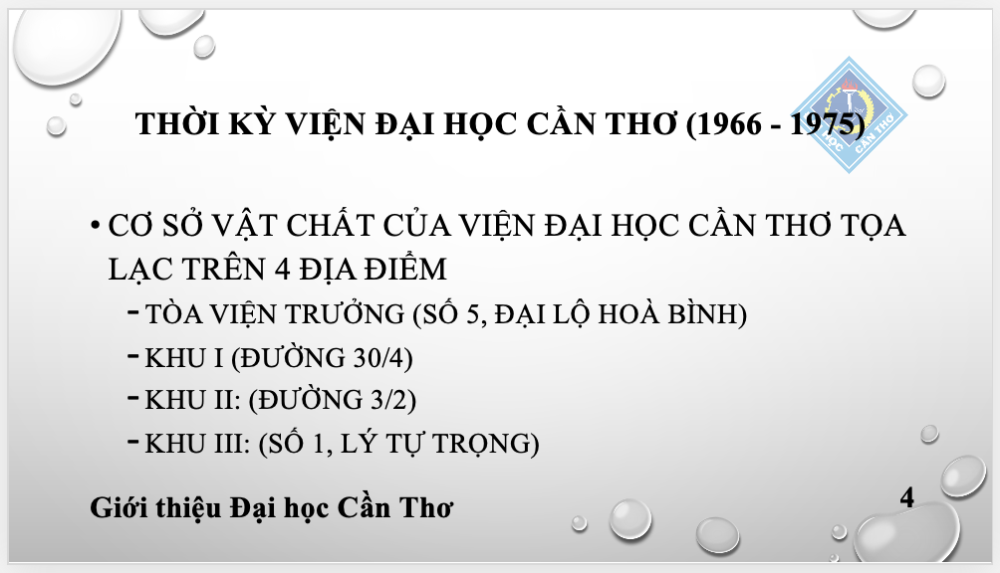 THỜI KỲ VIỆN ĐẠI HỌC CẦN THƠ (1966 - 1975)
HỌC CẦN THƠ
• CƠ SỞ VẬT CHẤT CỦA VIỆN ĐẠI HỌC CẦN THƠ TỌA
LẠC TRÊN 4 ĐỊA ĐIỂM
- TÒA VIỆN TRƯỞNG (SỐ 5, ĐẠI LỘ HOÀ BÌNH)
- KHU I (ĐƯỜNG 30/4)
- KHU II: (ĐƯỜNG 3/2)
- KHU III: (SỐ 1, LÝ TỰ TRỌNG)
Giới thiệu Đại học Cần Thơ
4